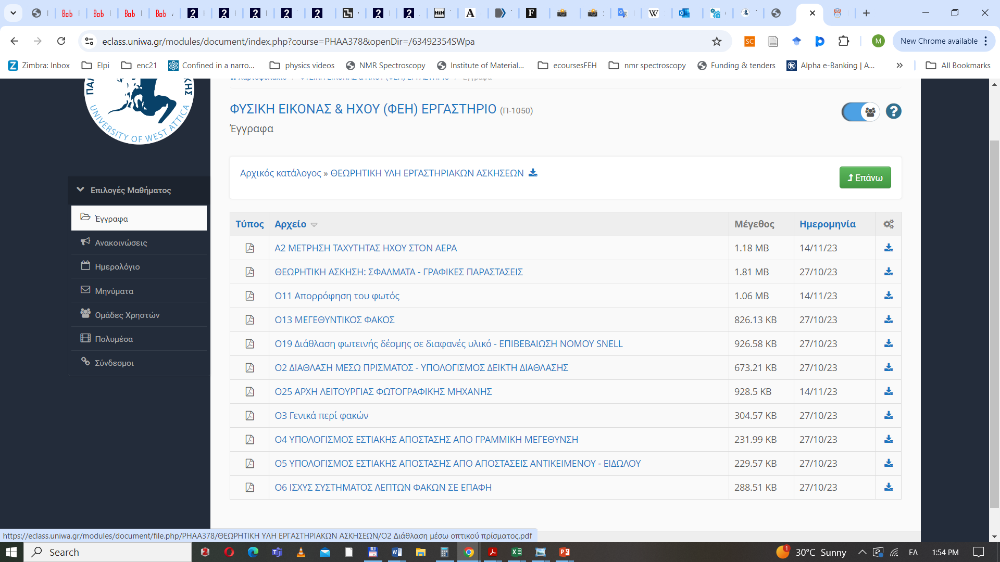 Bob
Bob
Bob
Bob
eclass.uniwa.gr/modules/document/index.php?course=PHAA378&openDir=/63492354SWpa
New Chrome available
Zimbra: Inbox
Elpi
enc21
Confined in a narro...
physics videos
NMR Spectroscopy
Institute of Material...
ecoursesFEH
nmr spectroscopy
Funding & tenders
Alpha e-Banking | A...
All Bookmarks
UNIVERSITY OF WEST ATTICA
ΦΥΣΙΚΗ ΕΙΚΟΝΑΣ & ΗΧΟΥ (ΦΕΗ) ΕΡΓΑΣΤΗΡΙΟ (Π-1050)
Έγγραφα
Αρχικός κατάλογος » ΘΕΩΡΗΤΙΚΗ ΥΛΗ ΕΡΓΑΣΤΗΡΙΑΚΩΝ ΑΣΚΗΣΕΩΝ
Επάνω
Επιλογές Μαθήματος
Έγγραφα
Ανακοινώσεις
Ημερολόγιο
Μηνύματα
Ομάδες Χρηστών
Πολυμέσα
Σύνδεσμοι
Τύπος Αρχείο Μέγεθος Ημερομηνία
Α2 ΜΕΤΡΗΣΗ ΤΑΧΥΤΗΤΑΣ ΗΧΟΥ ΣΤΟΝ ΑΕΡΑ 1.18 MB 14/11/23
ΘΕΩΡΗΤΙΚΗ ΑΣΚΗΣΗ: ΣΦΑΛΜΑΤΑ - ΓΡΑΦΙΚΕΣ ΠΑΡΑΣΤΑΣΕΙΣ 1.81 MB 27/10/23
Ο11 Απορρόφηση του φωτός 1.06 MB 14/11/23
Ο13 ΜΕΓΕΘΥΝΤΙΚΟΣ ΦΑΚΟΣ 826.13 KB 27/10/23
Ο19 Διάθλαση φωτεινής δέσμης σε διαφανές υλικό - ΕΠΙΒΕΒΑΙΩΣΗ ΝΟΜΟΥ SNELL 926.58 KB 27/10/23
Ο2 ΔΙΑΘΛΑΣΗ ΜΕΣΩ ΠΡΙΣΜΑΤΟΣ - ΥΠΟΛΟΓΙΣΜΟΣ ΔΕΙΚΤΗ ΔΙΑΘΛΑΣΗΣ 673.21 KB 27/10/23
Ο25 ΑΡΧΗ ΛΕΙΤΟΥΡΓΙΑΣ ΦΩΤΟΓΡΑΦΙΚΗΣ ΜΗΧΑΝΗΣ 928.5 KB 14/11/23
Ο3 Γενικά περί φακών 304.57 KB 27/10/23
Ο4 ΥΠΟΛΟΓΙΣΜΟΣ ΕΣΤΙΑΚΗΣ ΑΠΟΣΤΑΣΗΣ ΑΠΟ ΓΡΑΜΜΙΚΗ ΜΕΓΕΘΥΝΣΗ 231.99 KB 27/10/23
Ο5 ΥΠΟΛΟΓΙΣΜΟΣ ΕΣΤΙΑΚΗΣ ΑΠΟΣΤΑΣΗΣ ΑΠΟ ΑΠΟΣΤΑΣΕΙΣ ΑΝΤΙΚΕΙΜΕΝΟΥ - ΕΙΔΩΛΟΥ 229.57 KB 27/10/23
Ο6 ΙΣΧΥΣ ΣΥΣΤΗΜΑΤΟΣ ΛΕΠΤΩΝ ΦΑΚΩΝ ΣΕ ΕΠΑΦΗ 288.51 KB 27/10/23
https://eclass.uniwa.gr/modules/document/file.php/PHAA378/ΘΕΩΡΗΤΙΚΗ ΥΛΗ ΕΡΓΑΣΤΗΡΙΑΚΩΝ ΑΣΚΗΣΕΩΝ/Ο2 Διάθλαση μέσω οπτικού πρίσματος.pdf
Search
30°C Sunny
ΕΛ
1:54 PM